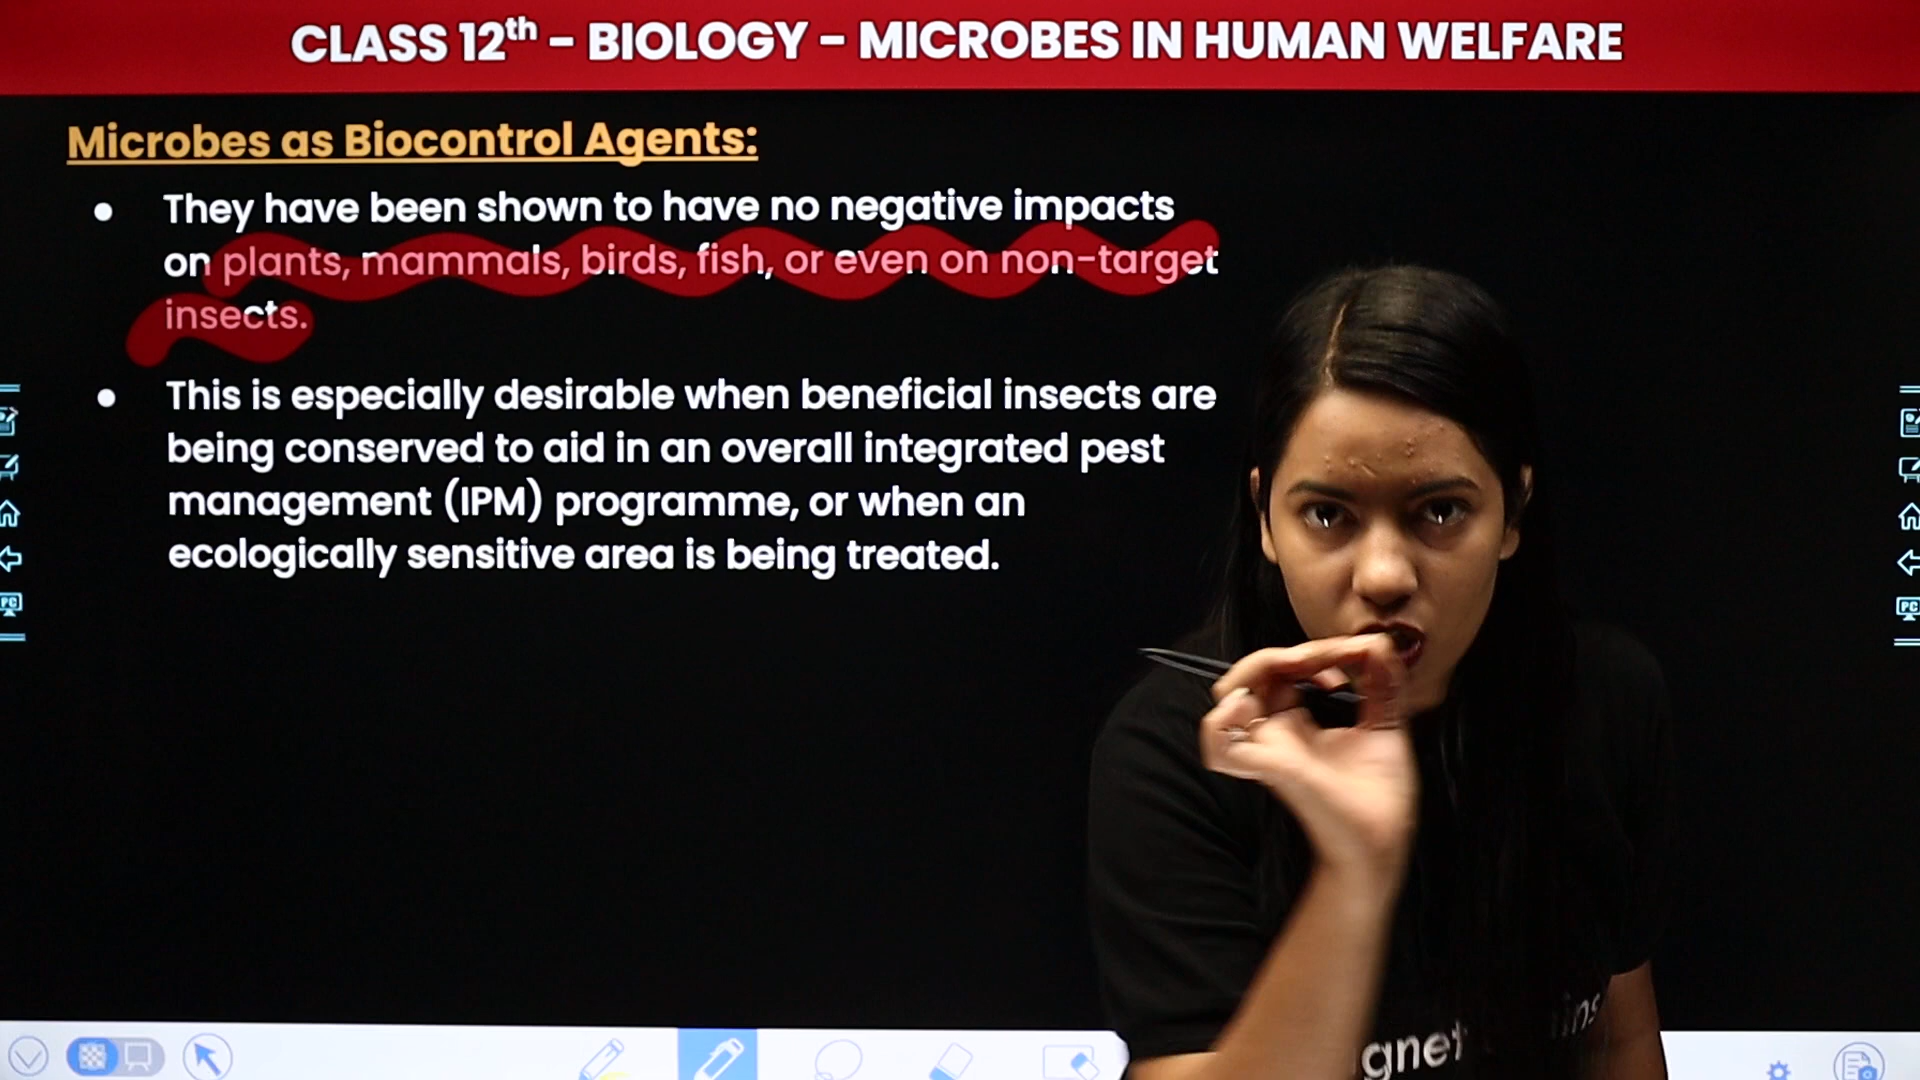 CLASS 12th - BIOLOGY - MICROBES IN HUMAN WELFARE
Microbes as Biocontrol Agents:
• They have been shown to have no negative impacts
on plants, mammals, birds, fish, or even on non-target
insects.
• This is especially desirable when beneficial insects are
being conserved to aid in an overall integrated pest
management (IPM) programme, or when an
ecologically sensitive area is being treated.
PC
PC